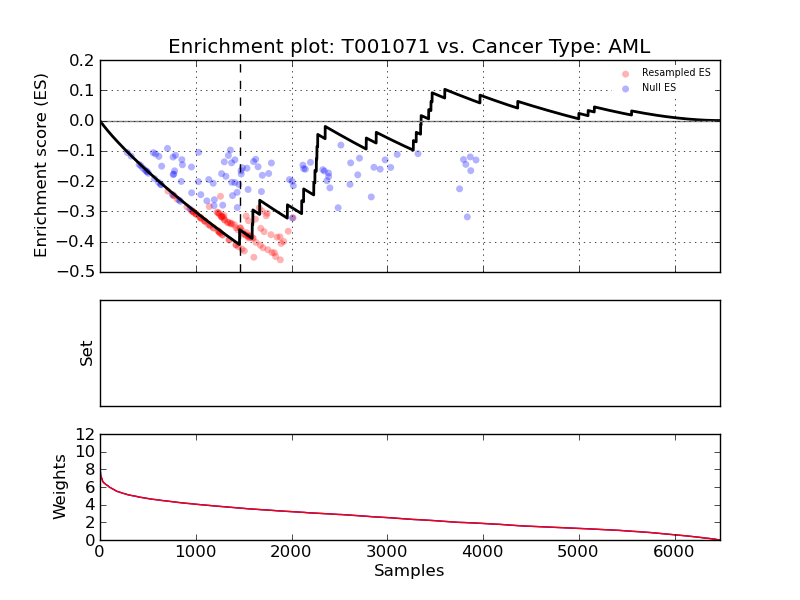 Enrichment plot: T001071 vs. Cancer Type: AML
Enrichment score (ES)
0.2
0.1
0.0
−0.1
−0.2
−0.3
−0.4
−0.5
Resampled ES
Null ES
Set
Weights
12
10
8
6
4
2
0
0 1000 2000 3000 4000 5000 6000
Samples